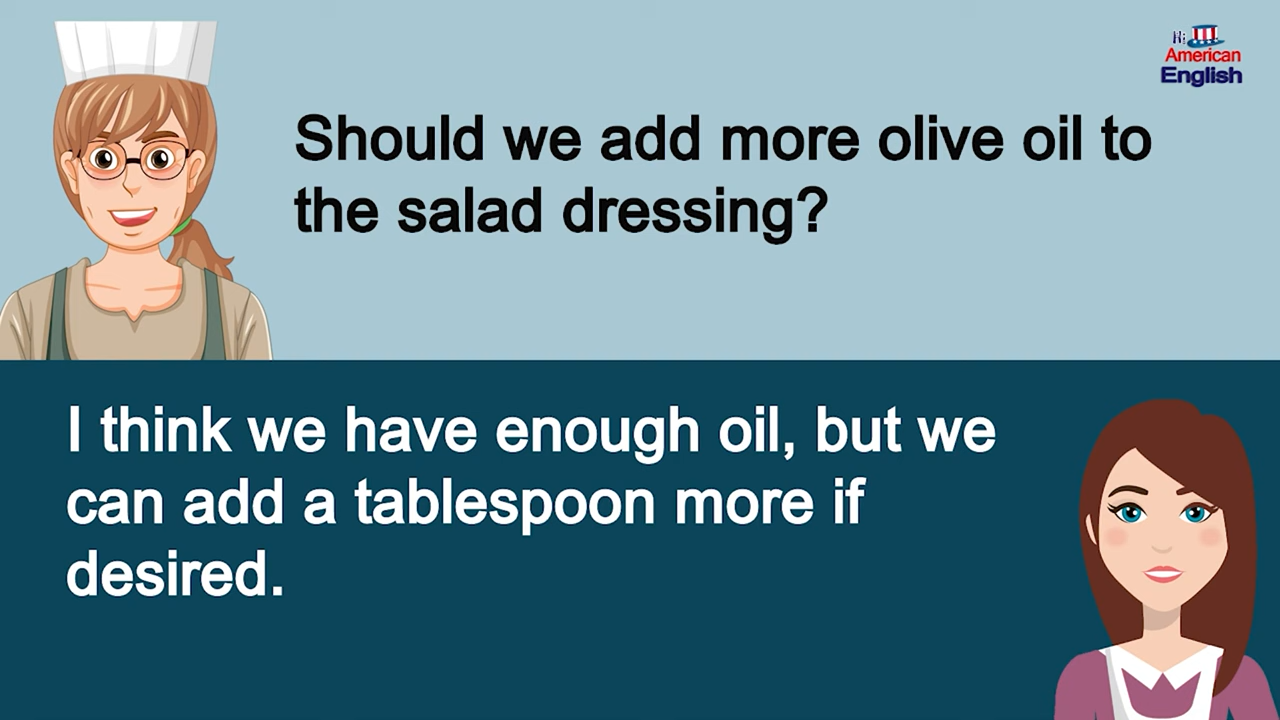 Hi
American
English
Should we add more olive oil to
the salad dressing?
I think we have enough oil, but we
can add a tablespoon more if
desired.